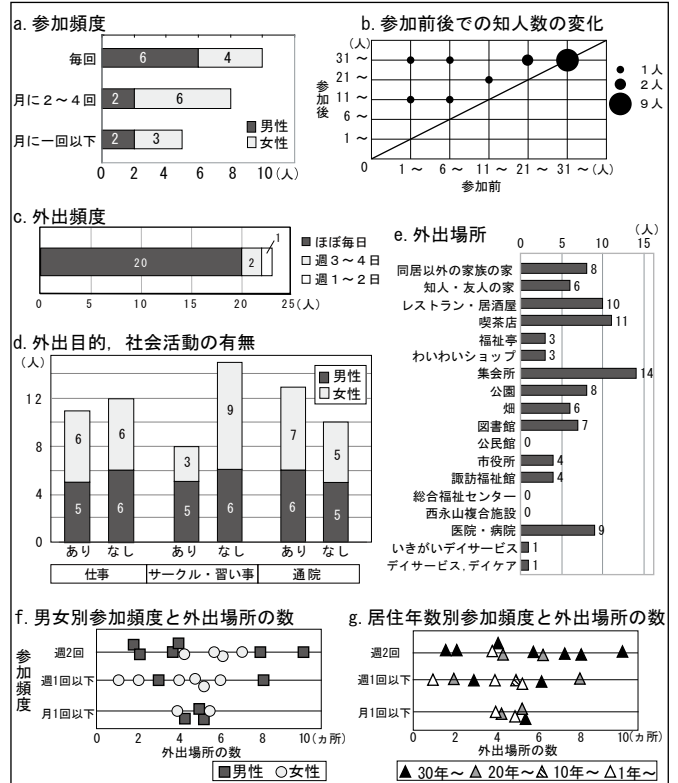 a. 参加頻度
毎回
6
4
月に2～4回
2
6
月に一回以下
2
3
■男性
□女性
0 2 4 6 8 10(人)
b. 参加前後での知人数の変化
(人)
31～
21～
11～
6～
1～
0
参加後
1～ 6～ 11～ 21～ 31～(人)
参加前
1人
2人
9人
c. 外出頻度
20
2
1
■ほぼ毎日
□週3～4日
□週1～2日
0 5 10 15 20 25(人)
d. 外出目的，社会活動の有無
(人)
12
8
4
0
■男性
□女性
6 6 3 9 7 5
5 6 5 6 6 5
あり なし あり なし あり なし
仕事 サークル・習い事 通院
e. 外出場所
(人)
0 5 10 15
同居以外の家族の家 8
知人・友人の家 6
レストラン・居酒屋 10
喫茶店 11
福祉亭 3
わいわいショップ 3
集会所 14
公園 8
畑 6
図書館 7
公民館 0
市役所 4
諏訪福祉館 4
総合福祉センター 0
西永山複合施設 0
医院・病院 9
いきがいデイサービス 1
デイサービス,デイケア 1
f. 男女別参加頻度と外出場所の数
参加頻度
週2回
週1回以下
月1回以下
0 2 4 6 8 10(ヵ所)
外出場所の数
■男性 ○女性
g. 居住年数別参加頻度と外出場所の数
週2回
週1回以下
月1回以下
0 2 4 6 8 10(ヵ所)
外出場所の数
▲30年～ ▲20年～ △10年～ △1年～